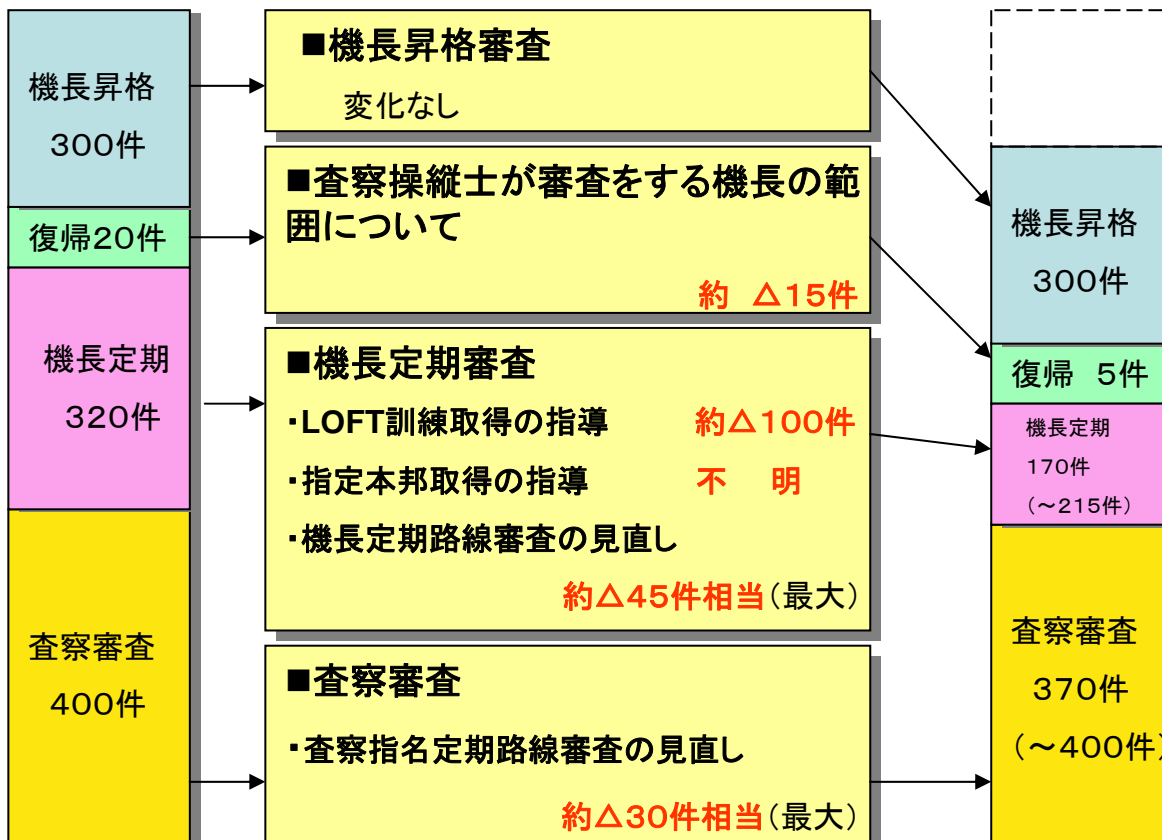 機長昇格
300件
復帰20件
機長定期
320件
査察審査
400件
■機長昇格審査
変化なし
■査察操縦士が審査をする機長の範
囲について
約 △15件
■機長定期審査
・LOFT訓練取得の指導 約△100件
・指定本邦取得の指導 不 明
・機長定期路線審査の見直し
約△45件相当(最大)
■査察審査
・査察指名定期路線審査の見直し
約△30件相当(最大)
機長昇格
300件
復帰 5件
機長定期
170件
(～215件)
査察審査
370件
(～400件)